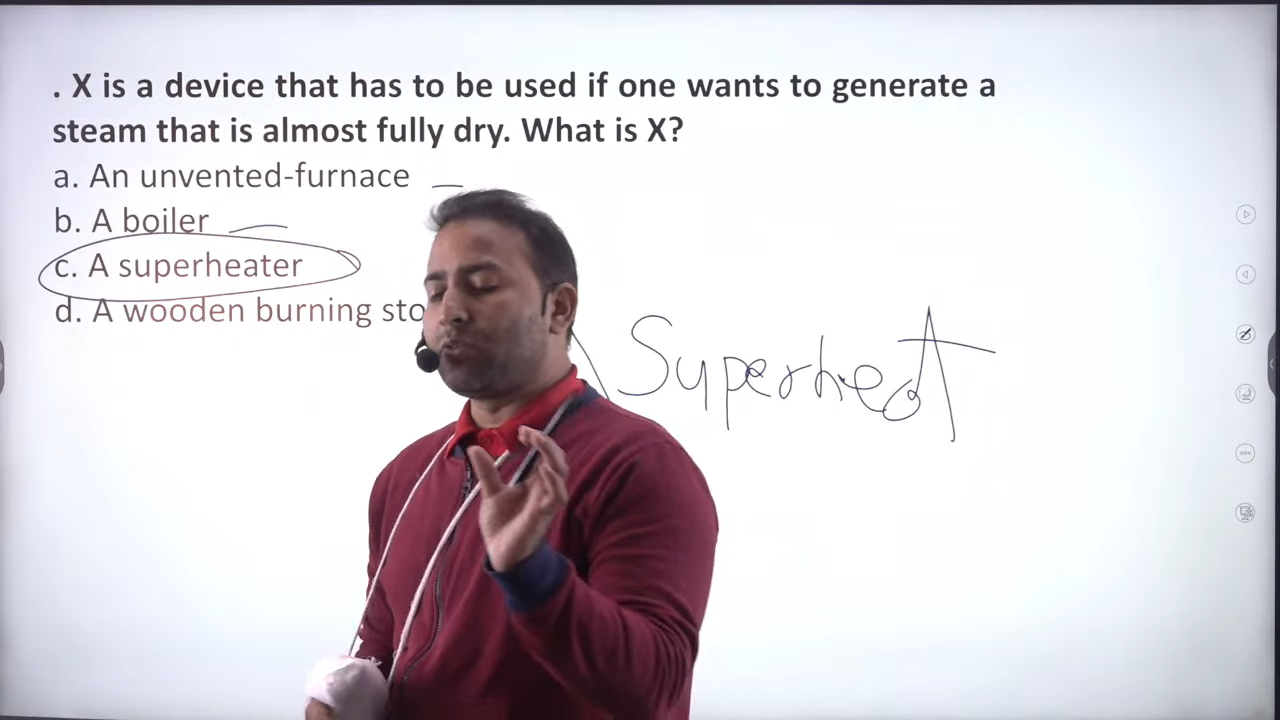 . X is a device that has to be used if one wants to generate a
steam that is almost fully dry. What is X?
a. An unvented-furnace
b. A boiler
c. A superheater
d. A wooden burning sto
Superheat